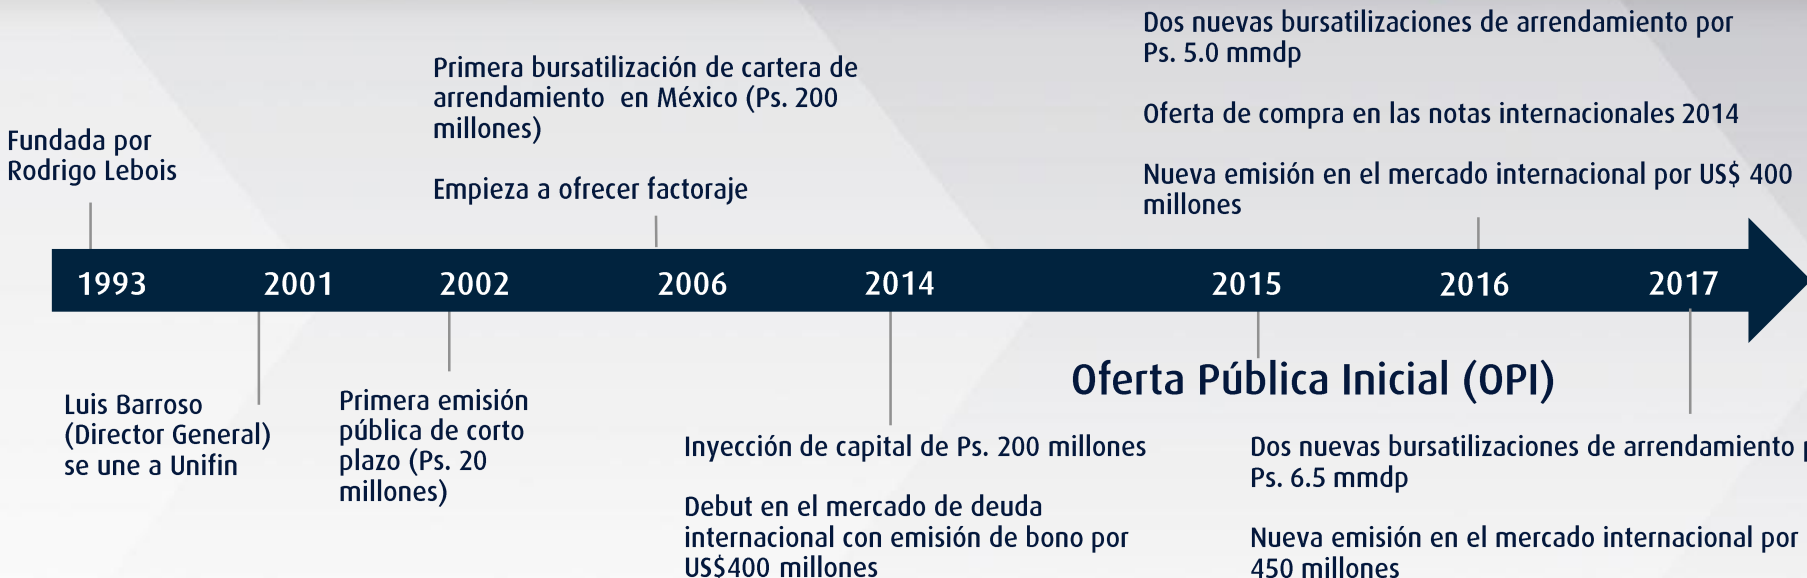 Dos nuevas bursatilizaciones de arrendamiento por
Ps. 5.0 mmdp
Oferta de compra en las notas internacionales 2014
Nueva emisión en el mercado internacional por US$ 400
millones
Primera bursatilización de cartera de
arrendamiento en México (Ps. 200
millones)
Empieza a ofrecer factoraje
Fundada por
Rodrigo Lebois
1993 2001 2002 2006 2014 2015 2016 2017
Luis Barroso
(Director General)
se une a Unifin
Primera emisión
pública de corto
plazo (Ps. 20
millones)
Inyección de capital de Ps. 200 millones
Debut en el mercado de deuda
internacional con emisión de bono por
US$400 millones
Oferta Pública Inicial (OPI)
Dos nuevas bursatilizaciones de arrendamiento
Ps. 6.5 mmdp
Nueva emisión en el mercado internacional por
450 millones